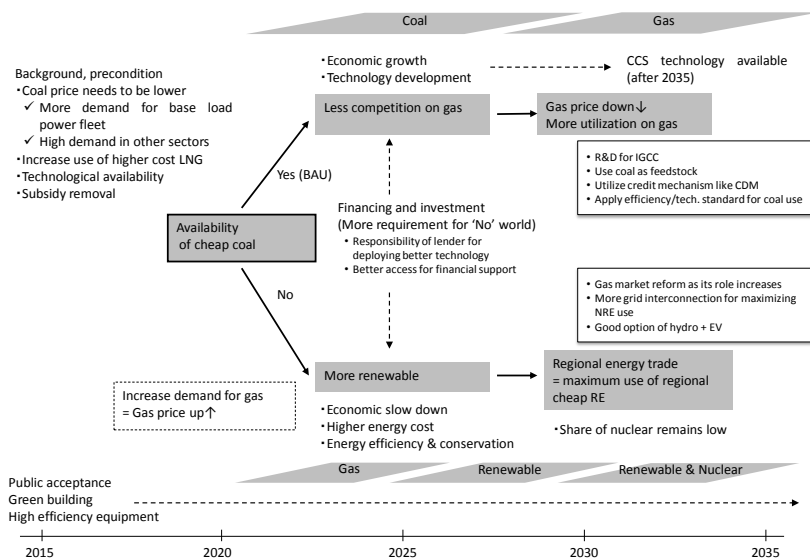 Coal
Gas
Background, precondition
・Coal price needs to be lower
✓ More demand for base load
power fleet
✓ High demand in other sectors
・Increase use of higher cost LNG
・Technological availability
・Subsidy removal
・Economic growth
・Technology development
CCS technology available
(after 2035)
Less competition on gas
Gas price down↓
More utilization on gas
• R&D for IGCC
• Use coal as feedstock
• Utilize credit mechanism like CDM
• Apply efficiency/tech. standard for coal use
Yes (BAU)
Availability
of cheap coal
Financing and investment
(More requirement for 'No' world)
• Responsibility of lender for
deploying better technology
• Better access for financial support
No
• Gas market reform as its role increases
• More grid interconnection for maximizing
NRE use
• Good option of hydro + EV
More renewable
Regional energy trade
= maximum use of regional
cheap RE
Increase demand for gas
= Gas price up↑
・Economic slow down
・Higher energy cost
・Energy efficiency & conservation
・Share of nuclear remains low
Gas
Renewable
Renewable & Nuclear
Public acceptance
Green building
High efficiency equipment
2015
2020
2025
2030
2035